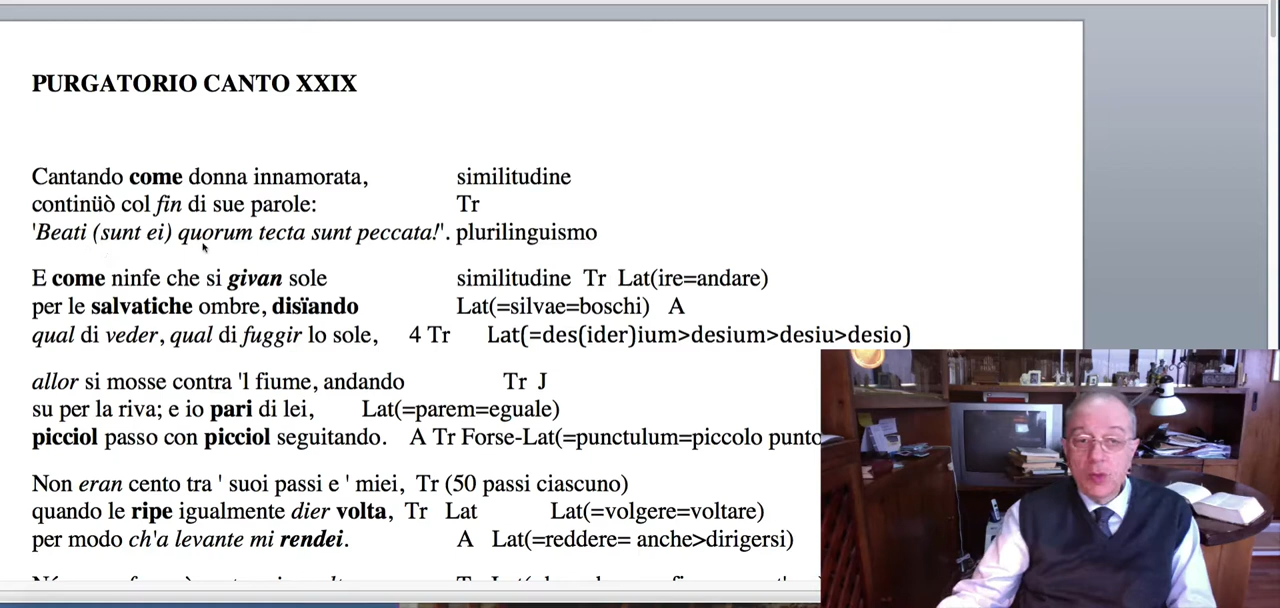 PURGATORIO CANTO XXIX
Cantando come donna innamorata, similitudine
continüò col fin di sue parole: Tr
'Beati (sunt ei) quorum tecta sunt peccata!'. plurilinguismo
E come ninfe che si givan sole similitudine Tr Lat(ire=andare)
per le salvatiche ombre, disïando Lat(=silvae=boschi) A
qual di veder, qual di fuggir lo sole, 4 Tr Lat(=des(ider)ium>desium>desiu>desio)
allor si mosse contra 'l fiume, andando Tr J
su per la riva; e io pari di lei, Lat(=parem=eguale)
picciol passo con picciol seguitando. A Tr Forse-Lat(=punctulum=piccolo punto
Non eran cento tra ' suoi passi e ' miei, Tr (50 passi ciascuno)
quando le ripe igualmente dier volta, Tr Lat Lat(=volgere=voltare)
per modo ch'a levante mi rendei. A Lat(=reddere= anche>dirigersi)